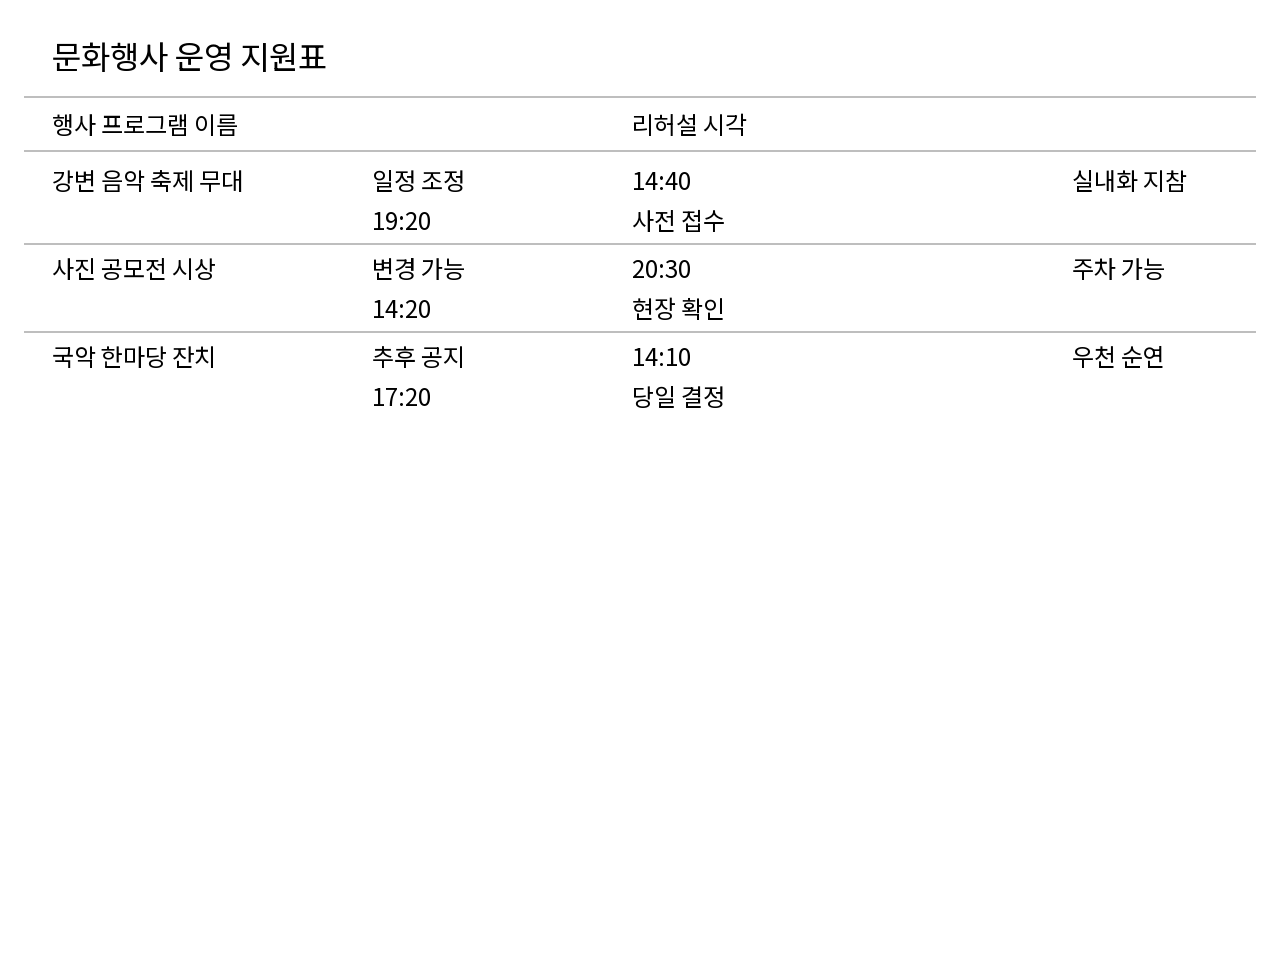 문화행사 운영 지원표
행사 프로그램 이름 리허설 시각
강변 음악 축제 무대 일정 조정 14:40 실내화 지참
19:20 사전 접수
사진 공모전 시상 변경 가능 20:30 주차 가능
14:20 현장 확인
국악 한마당 잔치 추후 공지 14:10 우천 순연
17:20 당일 결정